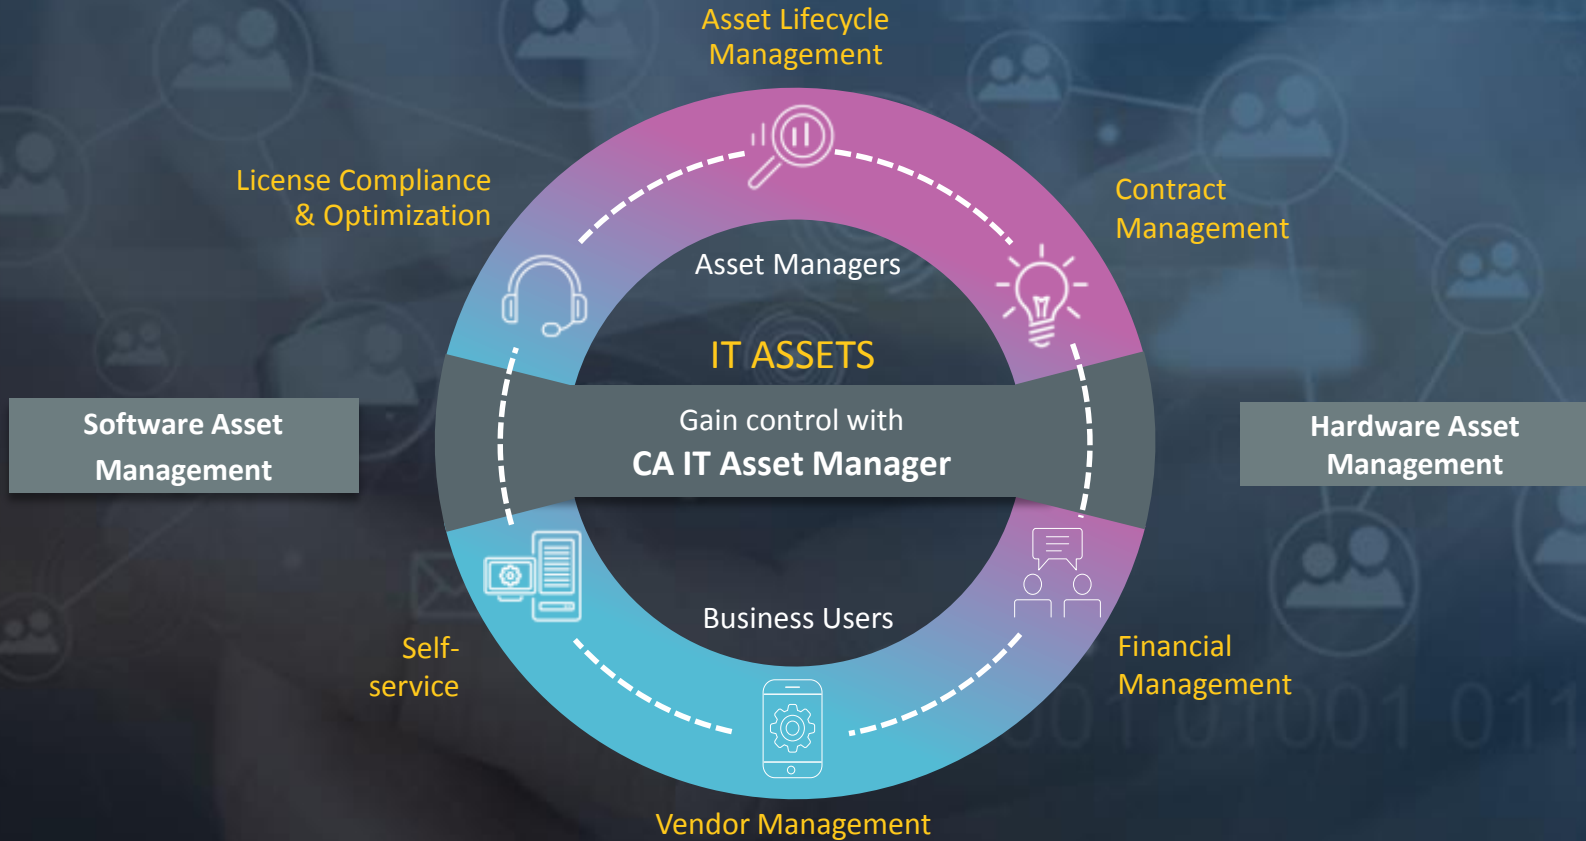 Asset Lifecycle
Management
License Compliance
& Optimization
Contract
Management
Asset Managers
IT ASSETS
Gain control with
CA IT Asset Manager
Software Asset
Management
Hardware Asset
Management
Business Users
Self-
service
Financial
Management
Vendor Management